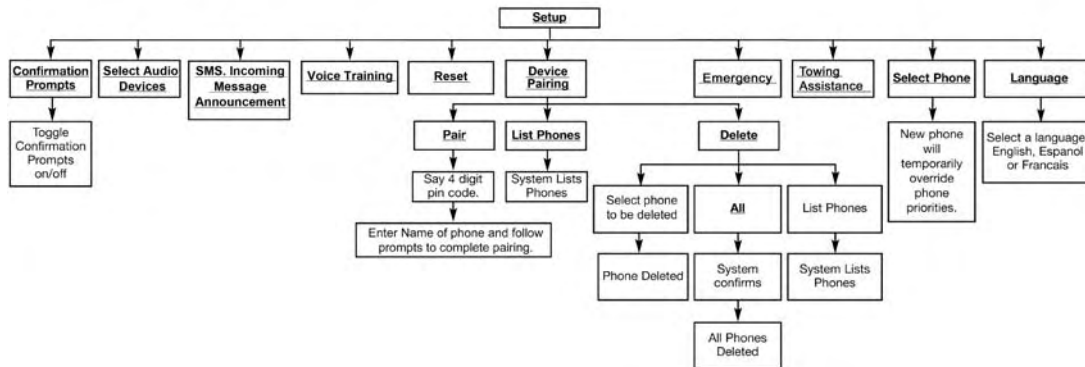 Setup
Confirmation
Prompts
Select Audio
Devices
SMS. Incoming
Message
Announcement
Voice Training
Reset
Device
Pairing
Emergency
Towing
Assistance
Select Phone
Language
Toggle
Confirmation
Prompts
on/off
Pair
List Phones
Delete
New phone
will
temporarily
override
phone
priorities.
Select a language
English, Espanol
or Francais
Say 4 digit
pin code.
System Lists
Phones
Select phone
to be deleted
All
List Phones
Enter Name of phone and follow
prompts to complete pairing.
Phone Deleted
System
confirms
System Lists
Phones
All Phones
Deleted